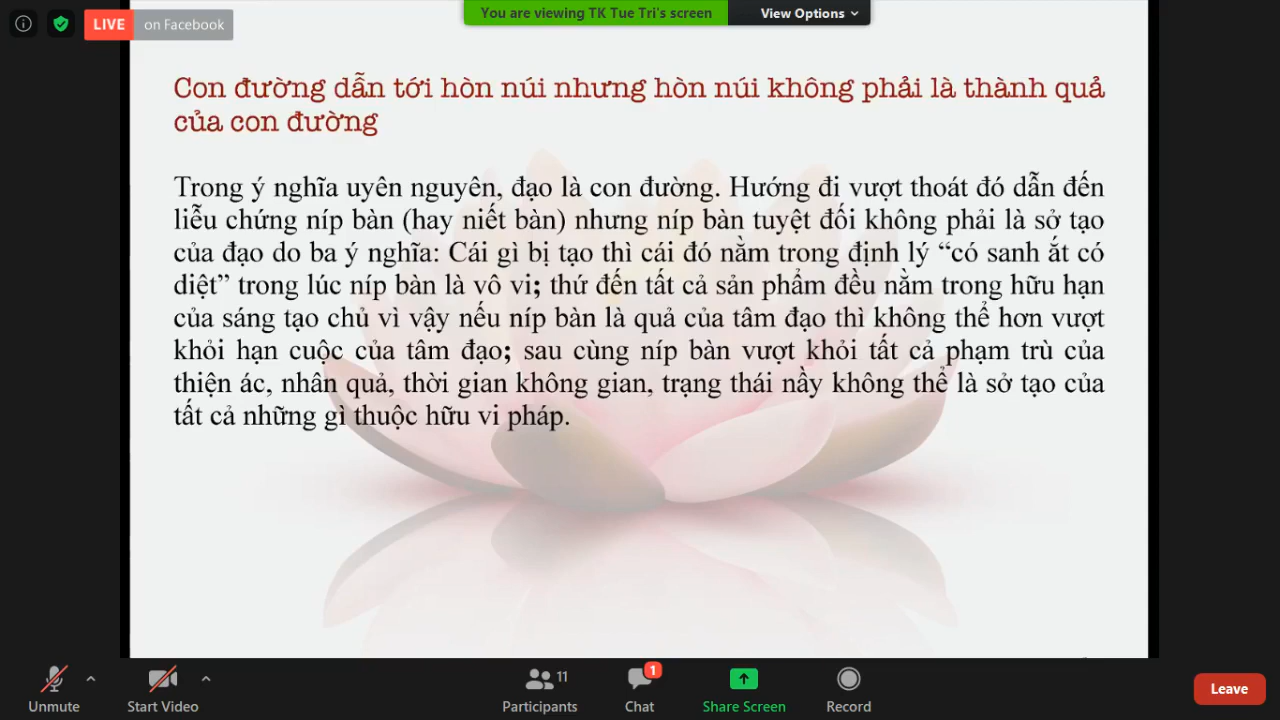 LIVE on Facebook
You are viewing TK Tue Tri's screen
View Options
Con đường dẫn tới hòn núi nhưng hòn núi không phải là thành quả
của con đường
Trong ý nghĩa uyên nguyên, đạo là con đường. Hướng đi vượt thoát đó dẫn đến
liễu chứng níp bàn (hay niết bàn) nhưng níp bàn tuyệt đối không phải là sở tạo
của đạo do ba ý nghĩa: Cái gì bị tạo thì cái đó nằm trong định lý “có sanh ắt có
diệt” trong lúc níp bàn là vô vi; thứ đến tất cả sản phẩm đều nằm trong hữu hạn
của sáng tạo chủ vì vậy nếu níp bàn là quả của tâm đạo thì không thể hơn vượt
khỏi hạn cuộc của tâm đạo; sau cùng níp bàn vượt khỏi tất cả phạm trù của
thiện ác, nhân quả, thời gian không gian, trạng thái nầy không thể là sở tạo của
tất cả những gì thuộc hữu vi pháp.
Unmute
Start Video
Participants 11
Chat 1
Share Screen
Record
Leave